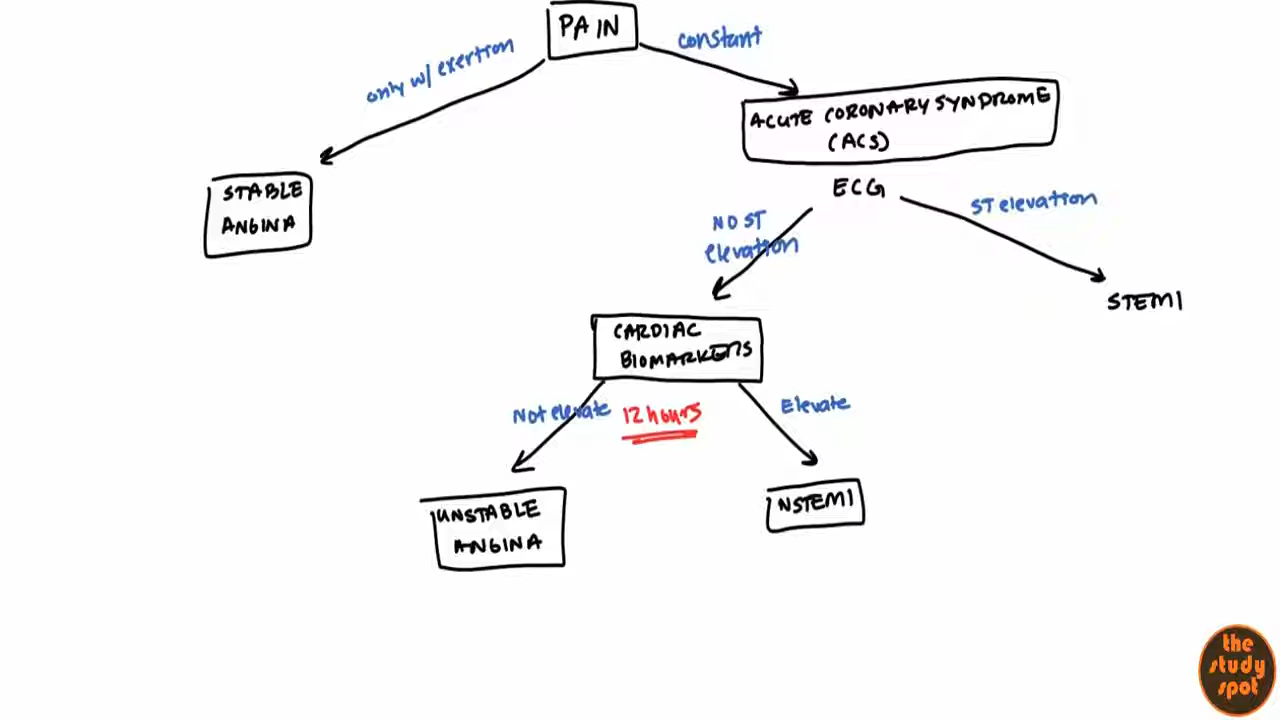 PAIN
only w/ exertion
constant
ACUTE CORONARY SYNDROME
(ACS)
STABLE
ANGINA
ECG
NO ST
elevation
ST elevation
STEMI
CARDIAC
BIOMARKERS
Not elevate
12 hours
Elevate
UNSTABLE
ANGINA
NSTEMI
the
study
spot